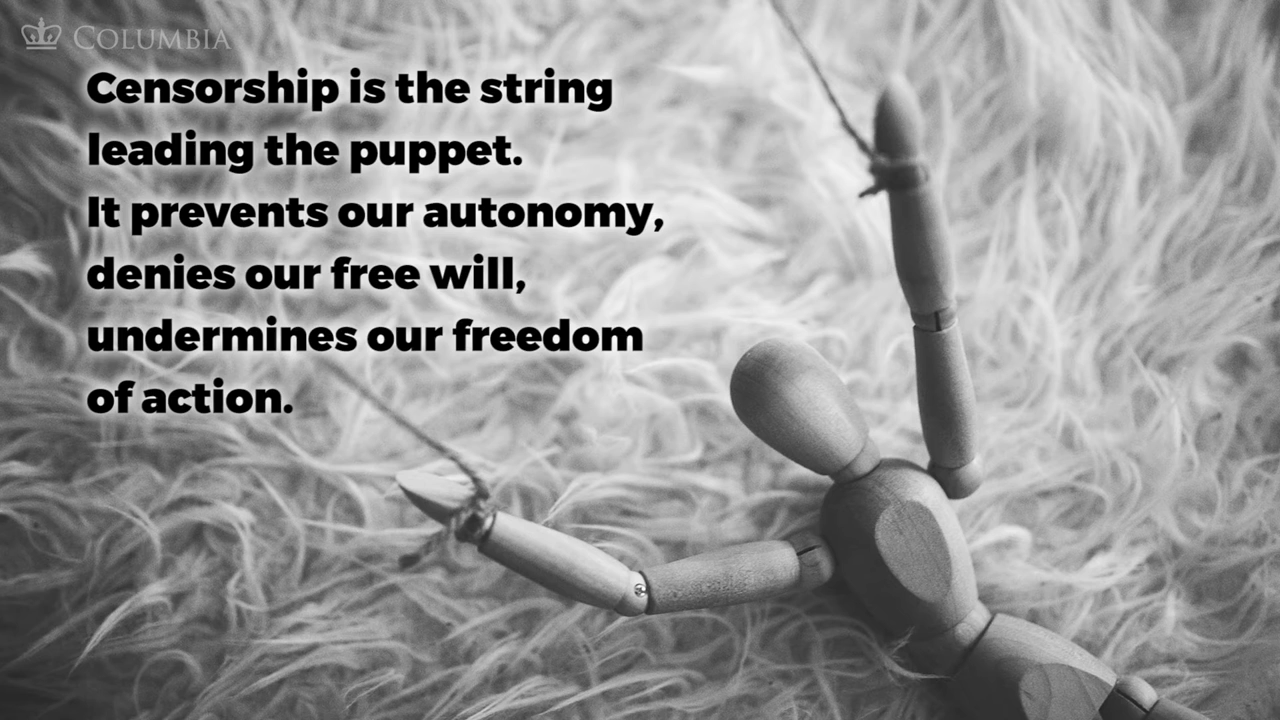 COLUMBIA
Censorship is the string
leading the puppet.
It prevents our autonomy,
denies our free will,
undermines our freedom
of action.